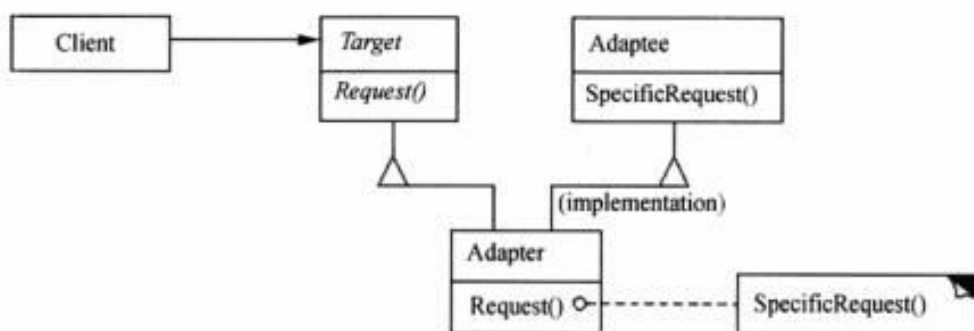 Client
Target
Request()
Adaptee
SpecificRequest()
(implementation)
Adapter
Request()
SpecificRequest()